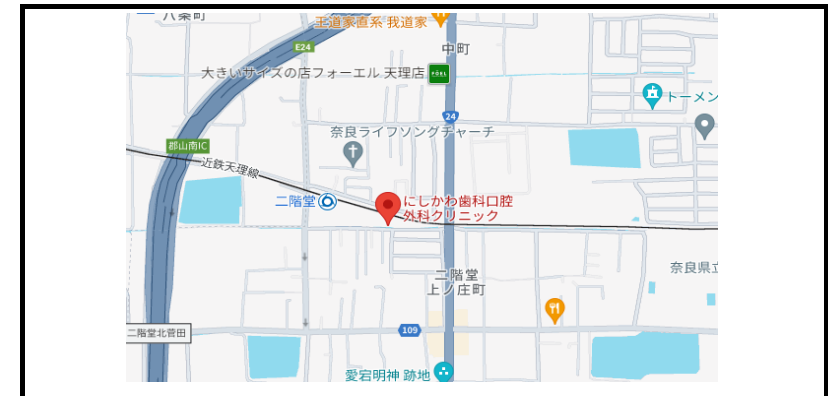 八条町
王道家直系 我道家
E24
中町
大きいサイズの店フォーエル 天理店
トーメン
24
奈良ライフソングチャーチ
郡山南IC
近鉄天理線
二階堂
にしかわ歯科口腔
外科クリニック
奈良県立
二階堂
上ノ庄町
109
二階堂北菅田
愛宕明神 跡地